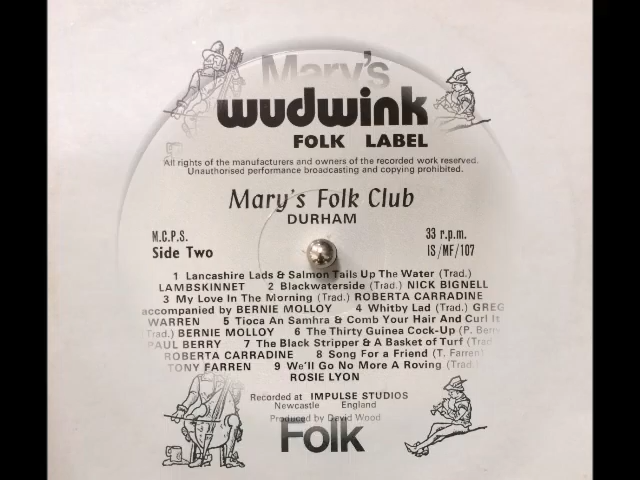 Mary's
wudwink
FOLK LABEL
All rights of the manufacturers and owners of the recorded work reserved.
Unauthorised performance broadcasting and copying prohibited.
Mary's Folk Club
DURHAM
M.C.P.S. 33 r.p.m.
Side Two IS/MF/107
1 Lancashire Lads & Salmon Tails Up The Water (Trad.)
LAMBSKINNET 2 Blackwaterside (Trad.) NICK BIGNELL
3 My Love In The Morning (Trad.) ROBERTA CARRADINE
accompanied by BERNIE MOLLOY 4 Whitby Lad (Trad.) GREG
WARREN 5 Tioca An Samhra & Comb Your Hair And Curl It
Trad.) BERNIE MOLLOY 6 The Thirty Guinea Cock-Up (P. Berry
PAUL BERRY 7 The Black Stripper & A Basket of Turf (Trad
ROBERTA CARRADINE 8 Song For a Friend (T. Farren)
TONY FARREN 9 We'll Go No More A Roving (Trad.)
ROSIE LYON
Recorded at IMPULSE STUDIOS
Newcastle England
Produced by David Wood
Folk